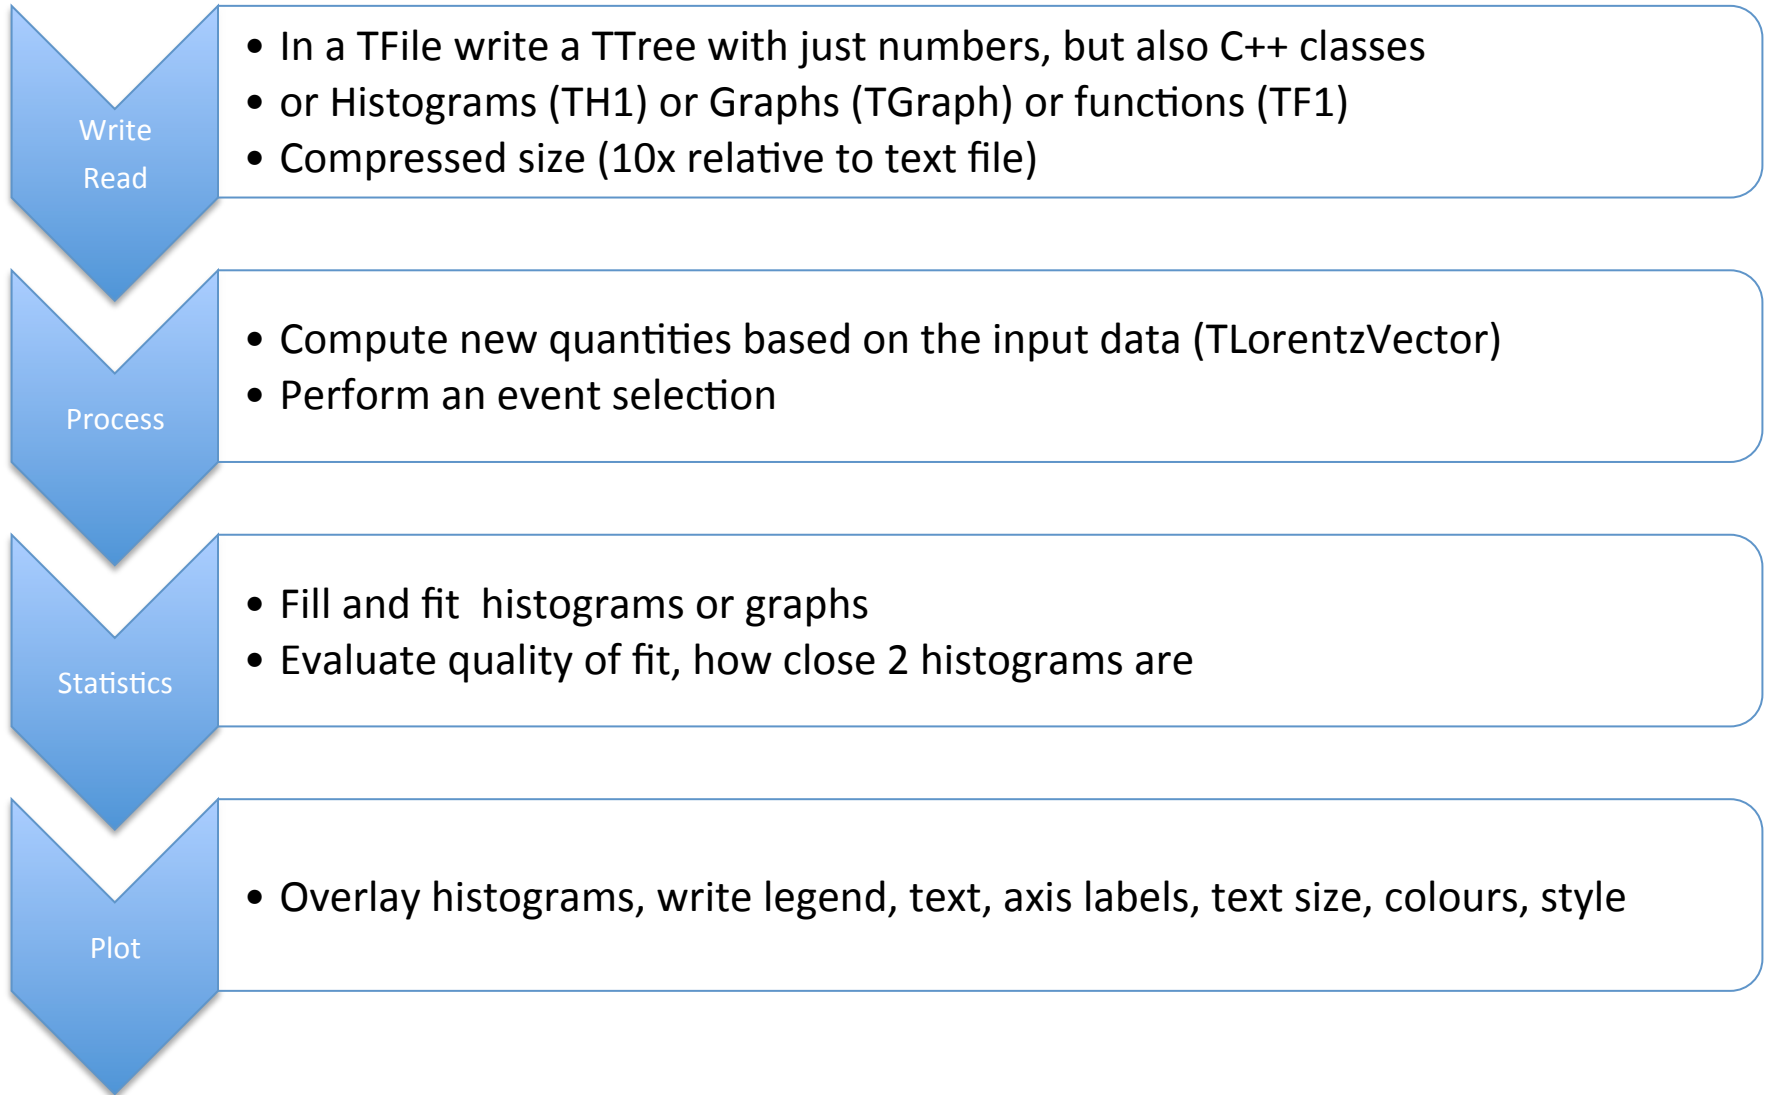 Write
Read
• In a TFile write a TTree with just numbers, but also C++ classes
• or Histograms (TH1) or Graphs (TGraph) or functions (TF1)
• Compressed size (10x relative to text file)
Process
• Compute new quantities based on the input data (TLorentzVector)
• Perform an event selection
Statistics
• Fill and fit  histograms or graphs
• Evaluate quality of fit, how close 2 histograms are
Plot
• Overlay histograms, write legend, text, axis labels, text size, colours, style